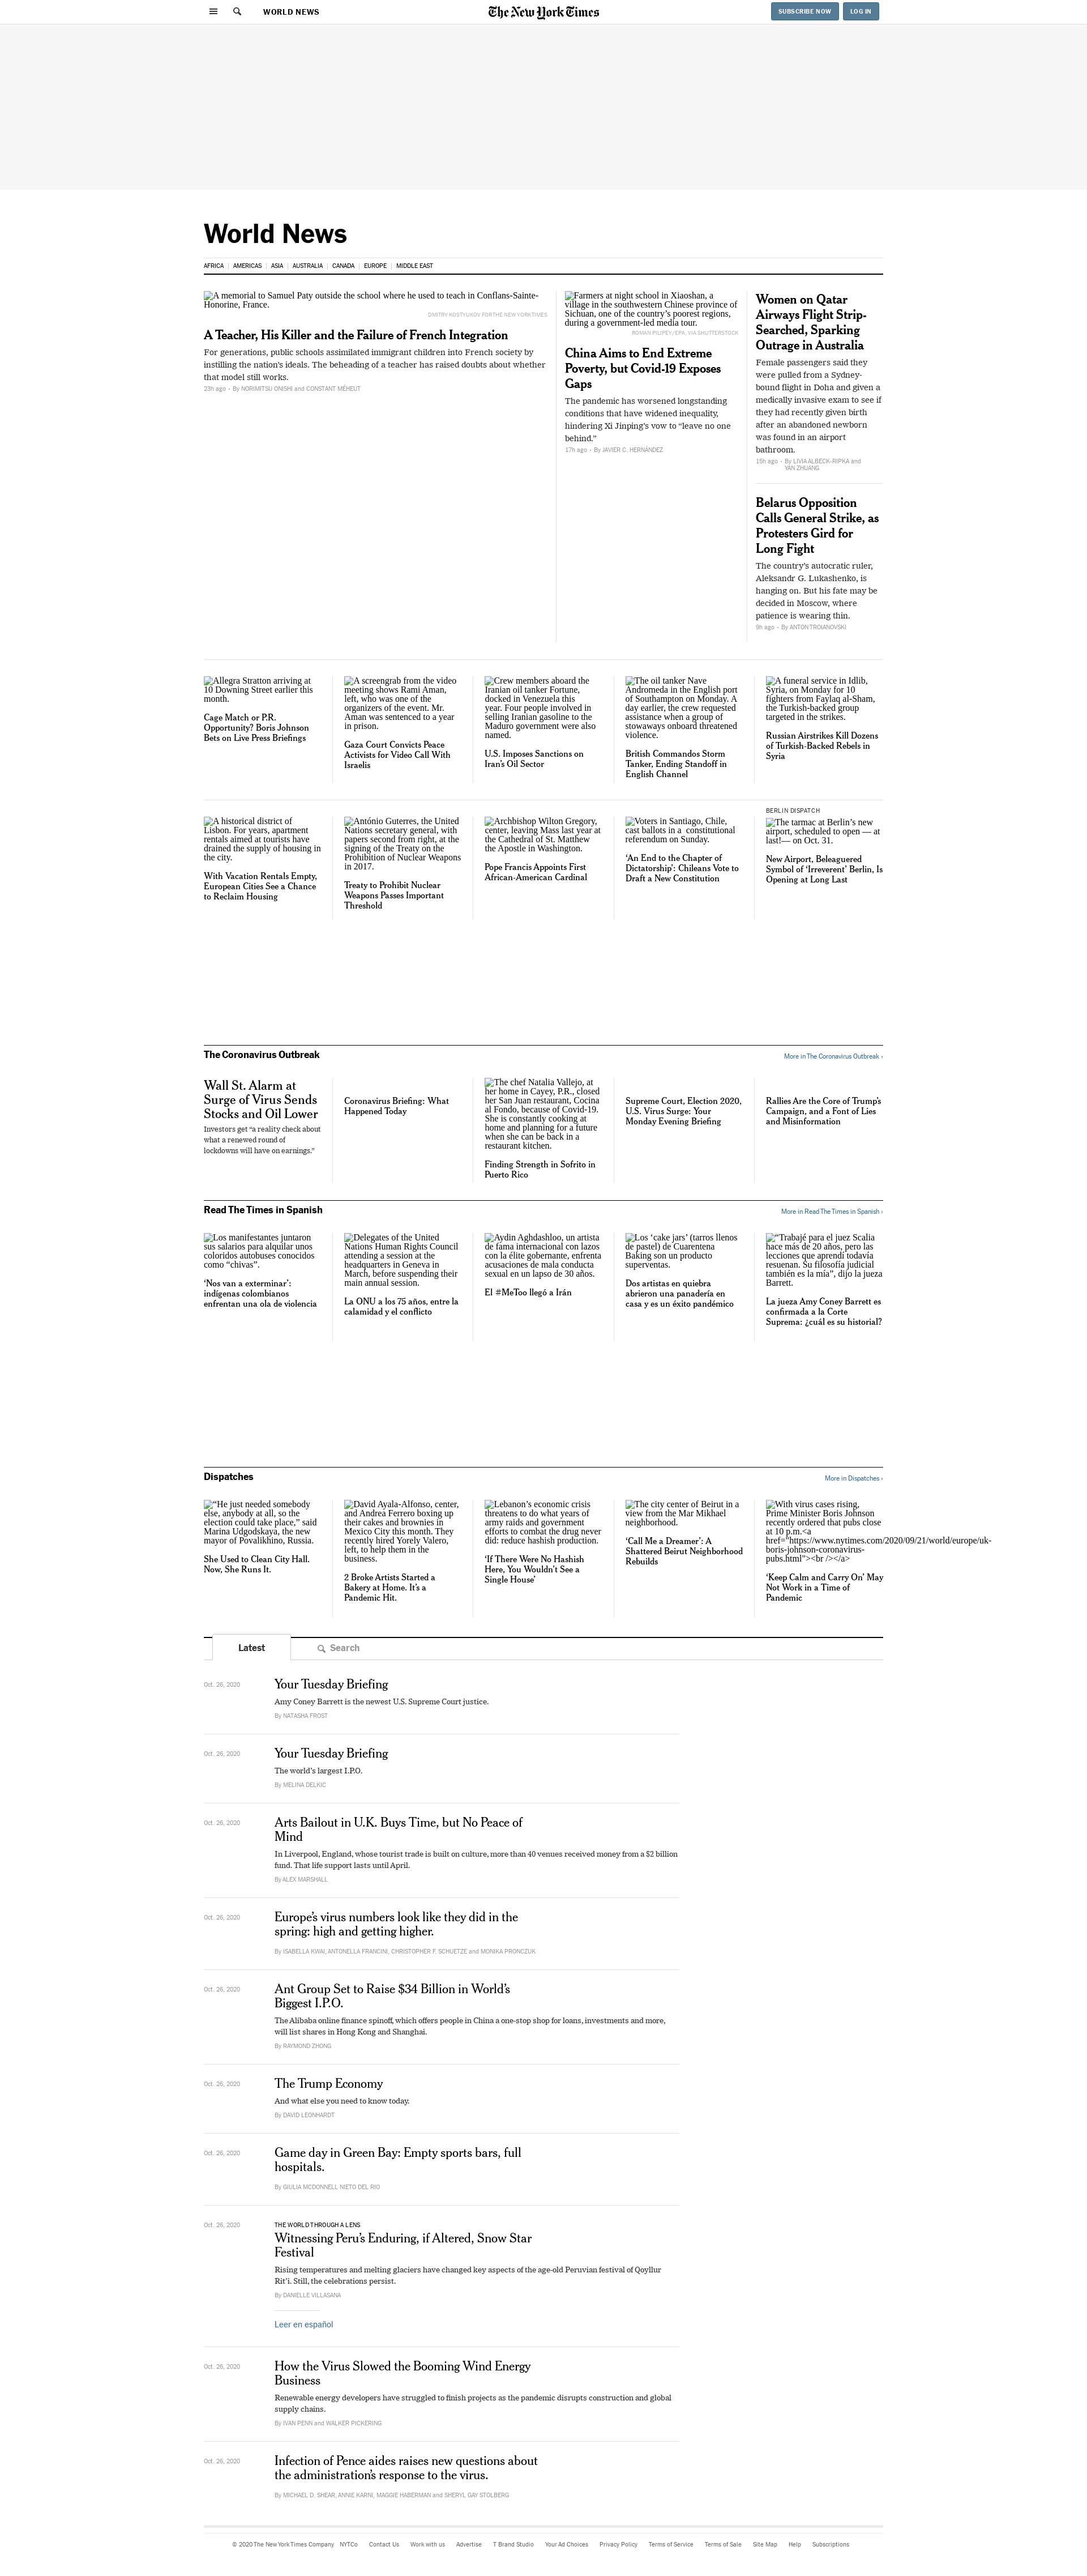 WORLD NEWS
The New York Times
SUBSCRIBE NOW
LOG IN
World News
AFRICA
AMERICAS
ASIA
AUSTRALIA
CANADA
EUROPE
MIDDLE EAST
A memorial to Samuel Paty outside the school where he used to teach in Conflans-Sainte-
Honorine, France.
DMITRY KOSTYUKOV FOR THE NEW YORK TIMES
A Teacher, His Killer and the Failure of French Integration
For generations, public schools assimilated immigrant children into French society by
instilling the nation's ideals. The beheading of a teacher has raised doubts about whether
that model still works.
23h ago - By NORIMITSU ONISHI and CONSTANT MÉHEUT
Farmers at night school in Xiaoshan, a
village in the southwestern Chinese province of
Sichuan, one of the country's poorest regions,
during a government-led media tour.
ROMAN PILIPEY/EPA, VIA SHUTTERSTOCK
China Aims to End Extreme
Poverty, but Covid-19 Exposes
Gaps
The pandemic has worsened longstanding
conditions that have widened inequality,
hindering Xi Jinping's vow to “leave no one
behind.”
17h ago - By JAVIER C. HERNÁNDEZ
Women on Qatar
Airways Flight Strip-
Searched, Sparking
Outrage in Australia
Female passengers said they
were pulled from a Sydney-
bound flight in Doha and given a
medically invasive exam to see if
they had recently given birth
after an abandoned newborn
was found in an airport
bathroom.
15h ago - By LIVIA ALBECK-RIPKA and
YAN ZHUANG
Belarus Opposition
Calls General Strike, as
Protesters Gird for
Long Fight
The country's autocratic ruler,
Aleksandr G. Lukashenko, is
hanging on. But his fate may be
decided in Moscow, where
patience is wearing thin.
9h ago - By ANTON TROIANOVSKI
Allegra Stratton arriving at
10 Downing Street earlier this
month.
Cage Match or P.R.
Opportunity? Boris Johnson
Bets on Live Press Briefings
A screengrab from the video
meeting shows Rami Aman,
left, who was one of the
organizers of the event. Mr.
Aman was sentenced to a year
in prison.
Gaza Court Convicts Peace
Activists for Video Call With
Israelis
Crew members aboard the
Iranian oil tanker Fortune,
docked in Venezuela this
year. Four people involved in
selling Iranian gasoline to the
Maduro government were also
named.
U.S. Imposes Sanctions on
Iran's Oil Sector
The oil tanker Nave
Andromeda in the English port
of Southampton on Monday. A
day earlier, the crew requested
assistance when a group of
stowaways onboard threatened
violence.
British Commandos Storm
Tanker, Ending Standoff in
English Channel
A funeral service in Idlib,
Syria, on Monday for 10
fighters from Faylaq al-Sham,
the Turkish-backed group
targeted in the strikes.
Russian Airstrikes Kill Dozens
of Turkish-Backed Rebels in
Syria
A historical district of
Lisbon. For years, apartment
rentals aimed at tourists have
drained the supply of housing in
the city.
With Vacation Rentals Empty,
European Cities See a Chance
to Reclaim Housing
António Guterres, the United
Nations secretary general, with
papers second from right, at the
signing of the Treaty on the
Prohibition of Nuclear Weapons
in 2017.
Treaty to Prohibit Nuclear
Weapons Passes Important
Threshold
Archbishop Wilton Gregory,
center, leaving Mass last year at
the Cathedral of St. Matthew
the Apostle in Washington.
Pope Francis Appoints First
African-American Cardinal
Voters in Santiago, Chile,
cast ballots in a constitutional
referendum on Sunday.
‘An End to the Chapter of
Dictatorship’: Chileans Vote to
Draft a New Constitution
BERLIN DISPATCH
The tarmac at Berlin's new
airport, scheduled to open — at
last!— on Oct. 31.
New Airport, Beleaguered
Symbol of ‘Irreverent’ Berlin, Is
Opening at Long Last
The Coronavirus Outbreak
More in The Coronavirus Outbreak ›
Wall St. Alarm at
Surge of Virus Sends
Stocks and Oil Lower
Investors get “a reality check about
what a renewed round of
lockdowns will have on earnings.”
Coronavirus Briefing: What
Happened Today
The chef Natalia Vallejo, at
her home in Cayey, P.R., closed
her San Juan restaurant, Cocina
al Fondo, because of Covid-19.
She is constantly cooking at
home and planning for a future
when she can be back in a
restaurant kitchen.
Finding Strength in Sofrito in
Puerto Rico
Supreme Court, Election 2020,
U.S. Virus Surge: Your
Monday Evening Briefing
Rallies Are the Core of Trump's
Campaign, and a Font of Lies
and Misinformation
Read The Times in Spanish
More in Read The Times in Spanish ›
Los manifestantes juntaron
sus salarios para alquilar unos
coloridos autobuses conocidos
como “chivas”.
‘Nos van a exterminar’:
indígenas colombianos
enfrentan una ola de violencia
Delegates of the United
Nations Human Rights Council
attending a session at the
headquarters in Geneva in
March, before suspending their
main annual session.
La ONU a los 75 años, entre la
calamidad y el conflicto
Aydin Aghdashloo, un artista
de fama internacional con lazos
con la élite gobernante, enfrenta
acusaciones de mala conducta
sexual en un lapso de 30 años.
El #MeToo llegó a Irán
Los ‘cake jars’ (tarros llenos
de pastel) de Cuarentena
Baking son un producto
superventas.
Dos artistas en quiebra
abrieron una panadería en
casa y es un éxito pandémico
“Trabajé para el juez Scalia
hace más de 20 años, pero las
lecciones que aprendí todavía
resuenan. Su filosofía judicial
también es la mía”, dijo la jueza
Barrett.
La jueza Amy Coney Barrett es
confirmada a la Corte
Suprema: ¿cuál es su historial?
Dispatches
More in Dispatches ›
“He just needed somebody
else, anybody at all, so the
election could take place,” said
Marina Udgodskaya, the new
mayor of Povalikhino, Russia.
She Used to Clean City Hall.
Now, She Runs It.
David Ayala-Alfonso, center,
and Andrea Ferrero boxing up
their cakes and brownies in
Mexico City this month. They
recently hired Yorely Valero,
left, to help them in the
business.
2 Broke Artists Started a
Bakery at Home. It's a
Pandemic Hit.
Lebanon's economic crisis
threatens to do what years of
army raids and government
efforts to combat the drug never
did: reduce hashish production.
‘If There Were No Hashish
Here, You Wouldn't See a
Single House’
The city center of Beirut in a
view from the Mar Mikhael
neighborhood.
‘Call Me a Dreamer’: A
Shattered Beirut Neighborhood
Rebuilds
With virus cases rising,
Prime Minister Boris Johnson
recently ordered that pubs close
at 10 p.m.<a
href="https://www.nytimes.com/2020/09/21/world/europe/uk-
boris-johnson-coronavirus-
pubs.html"><br /></a>
‘Keep Calm and Carry On’ May
Not Work in a Time of
Pandemic
Latest
Search
Oct. 26, 2020
Your Tuesday Briefing
Amy Coney Barrett is the newest U.S. Supreme Court justice.
By NATASHA FROST
Oct. 26, 2020
Your Tuesday Briefing
The world's largest I.P.O.
By MELINA DELKIC
Oct. 26, 2020
Arts Bailout in U.K. Buys Time, but No Peace of
Mind
In Liverpool, England, whose tourist trade is built on culture, more than 40 venues received money from a $2 billion
fund. That life support lasts until April.
By ALEX MARSHALL
Oct. 26, 2020
Europe's virus numbers look like they did in the
spring: high and getting higher.
By ISABELLA KWAI, ANTONELLA FRANCINI, CHRISTOPHER F. SCHUETZE and MONIKA PRONCZUK
Oct. 26, 2020
Ant Group Set to Raise $34 Billion in World's
Biggest I.P.O.
The Alibaba online finance spinoff, which offers people in China a one-stop shop for loans, investments and more,
will list shares in Hong Kong and Shanghai.
By RAYMOND ZHONG
Oct. 26, 2020
The Trump Economy
And what else you need to know today.
By DAVID LEONHARDT
Oct. 26, 2020
Game day in Green Bay: Empty sports bars, full
hospitals.
By GIULIA MCDONNELL NIETO DEL RIO
Oct. 26, 2020
THE WORLD THROUGH A LENS
Witnessing Peru's Enduring, if Altered, Snow Star
Festival
Rising temperatures and melting glaciers have changed key aspects of the age-old Peruvian festival of Qoyllur
Rit'i. Still, the celebrations persist.
By DANIELLE VILLASANA
Leer en español
Oct. 26, 2020
How the Virus Slowed the Booming Wind Energy
Business
Renewable energy developers have struggled to finish projects as the pandemic disrupts construction and global
supply chains.
By IVAN PENN and WALKER PICKERING
Oct. 26, 2020
Infection of Pence aides raises new questions about
the administration's response to the virus.
By MICHAEL D. SHEAR, ANNIE KARNI, MAGGIE HABERMAN and SHERYL GAY STOLBERG
© 2020 The New York Times Company
NYTCo
Contact Us
Work with us
Advertise
T Brand Studio
Your Ad Choices
Privacy Policy
Terms of Service
Terms of Sale
Site Map
Help
Subscriptions